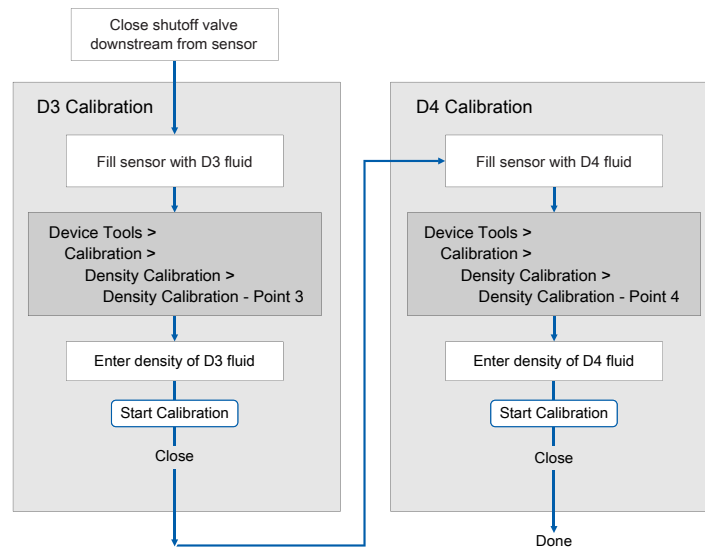 Close shutoff valve
downstream from sensor
D3 Calibration
Fill sensor with D3 fluid
Device Tools >
Calibration >
Density Calibration >
Density Calibration - Point 3
Enter density of D3 fluid
Start Calibration
Close
D4 Calibration
Fill sensor with D4 fluid
Device Tools >
Calibration >
Density Calibration >
Density Calibration - Point 4
Enter density of D4 fluid
Start Calibration
Close
Done